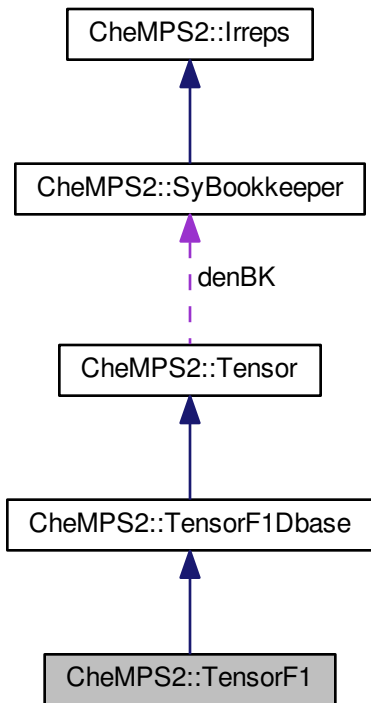 CheMPS2::Irreps
CheMPS2::SyBookkeeper
denBK
CheMPS2::Tensor
CheMPS2::TensorF1Dbase
CheMPS2::TensorF1